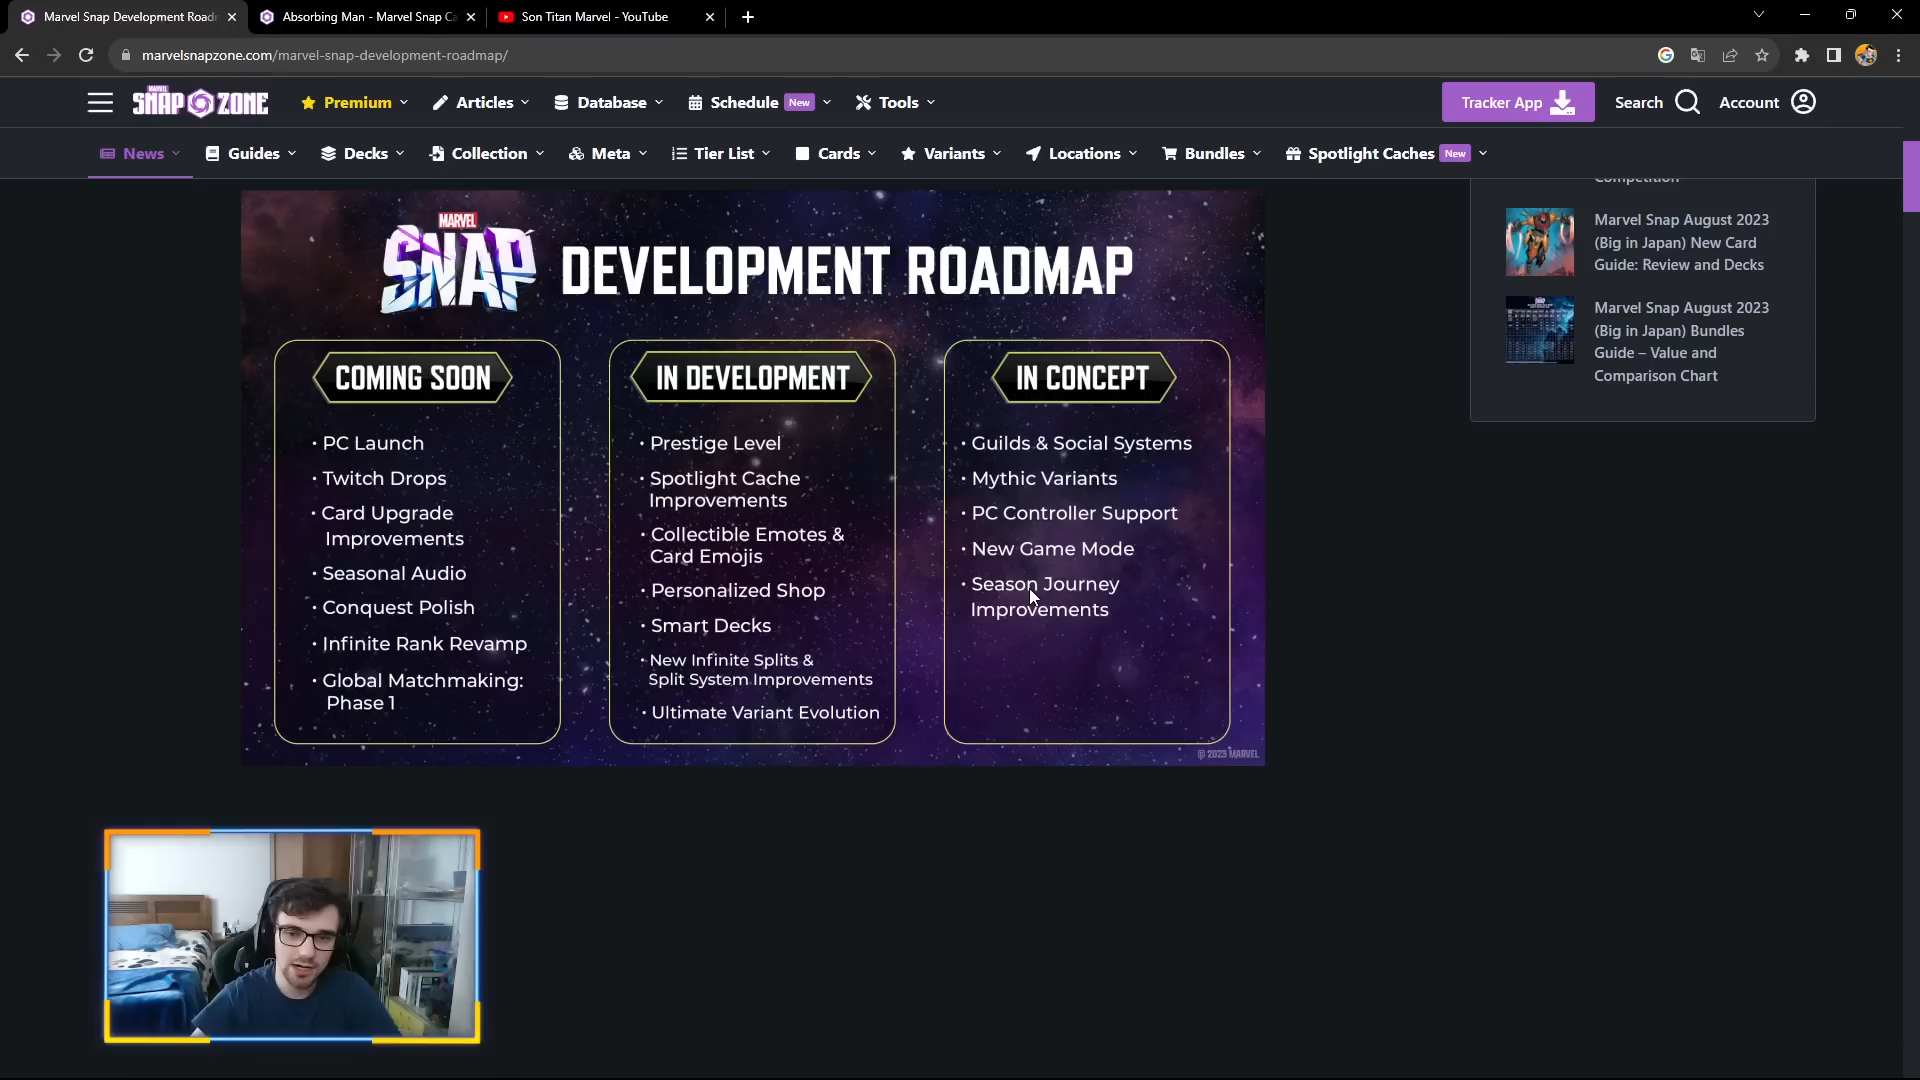 Marvel Snap Development Roadm
Absorbing Man - Marvel Snap Ca
Son Titan Marvel - YouTube
marvelsnapzone.com/marvel-snap-development-roadmap/
MARVEL
SNAP ZONE
Premium
Articles
Database
Schedule New
Tools
Tracker App
Search
Account
News
Guides
Decks
Collection
Meta
Tier List
Cards
Variants
Locations
Bundles
Spotlight Caches New
MARVEL
SNAP
DEVELOPMENT ROADMAP
COMING SOON
· PC Launch
· Twitch Drops
· Card Upgrade
Improvements
· Seasonal Audio
· Conquest Polish
· Infinite Rank Revamp
· Global Matchmaking:
Phase 1
IN DEVELOPMENT
· Prestige Level
· Spotlight Cache
Improvements
· Collectible Emotes &
Card Emojis
· Personalized Shop
· Smart Decks
· New Infinite Splits &
Split System Improvements
· Ultimate Variant Evolution
IN CONCEPT
· Guilds & Social Systems
· Mythic Variants
· PC Controller Support
· New Game Mode
· Season Journey
Improvements
© 2023 MARVEL
Competition
Marvel Snap August 2023
(Big in Japan) New Card
Guide: Review and Decks
Marvel Snap August 2023
(Big in Japan) Bundles
Guide – Value and
Comparison Chart